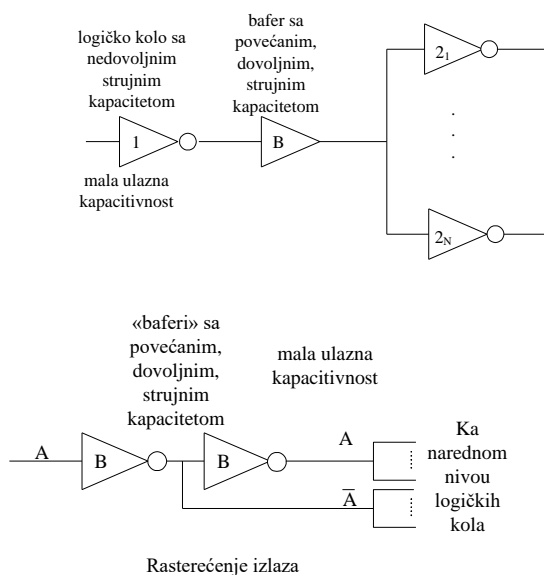 logičko kolo sa
nedovoljnim
strujnim
kapacitetom
bafer sa
povećanim,
dovoljnim,
strujnim
kapacitetom
1
B
2₁
2N
mala ulazna
kapacitivnost
«baferi» sa
povećanim,
dovoljnim,
strujnim
kapacitetom
mala ulazna
kapacitivnost
A
B
B
A
A̅
Ka
narednom
nivou
logičkih
kola
Rasterećenje izlaza